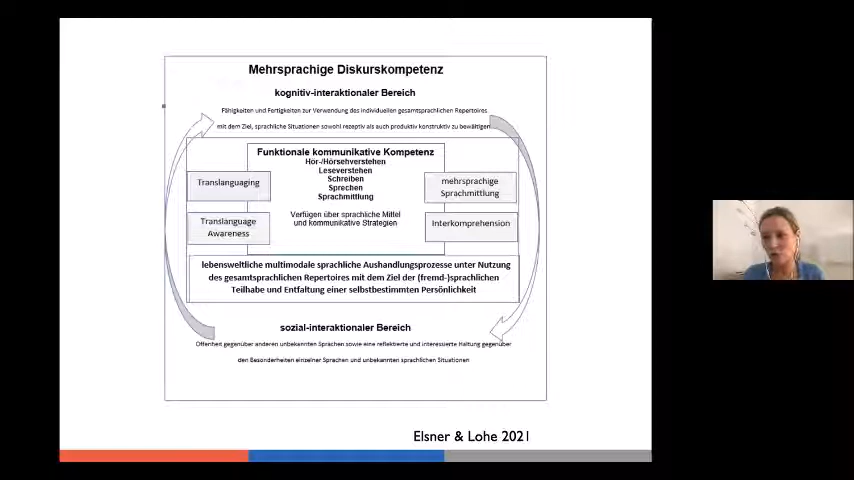 Mehrsprachige Diskurskompetenz
kognitiv-interaktionaler Bereich
Fähigkeiten und Fertigkeiten zur Verwendung des individuellen gesamtsprachlichen Repertoires
mit dem Ziel, sprachliche Situationen sowohl rezeptiv als auch produktiv konstruktiv zu bewältigen
Funktionale kommunikative Kompetenz
Hör-/Hörsehverstehen
Leseverstehen
Schreiben
Sprechen
Sprachmittlung
Verfügen über sprachliche Mittel
und kommunikative Strategien
Translanguaging
Translanguage
Awareness
mehrsprachige
Sprachmittlung
Interkomprehension
lebensweltliche multimodale sprachliche Aushandlungsprozesse unter Nutzung
des gesamtsprachlichen Repertoires mit dem Ziel der (fremd-)sprachlichen
Teilhabe und Entfaltung einer selbstbestimmten Persönlichkeit
sozial-interaktionaler Bereich
Offenheit gegenüber anderen unbekannten Sprachen sowie eine reflektierte und interessierte Haltung gegenüber
den Besonderheiten einzelner Sprachen und unbekannten sprachlichen Situationen
Elsner & Lohe 2021